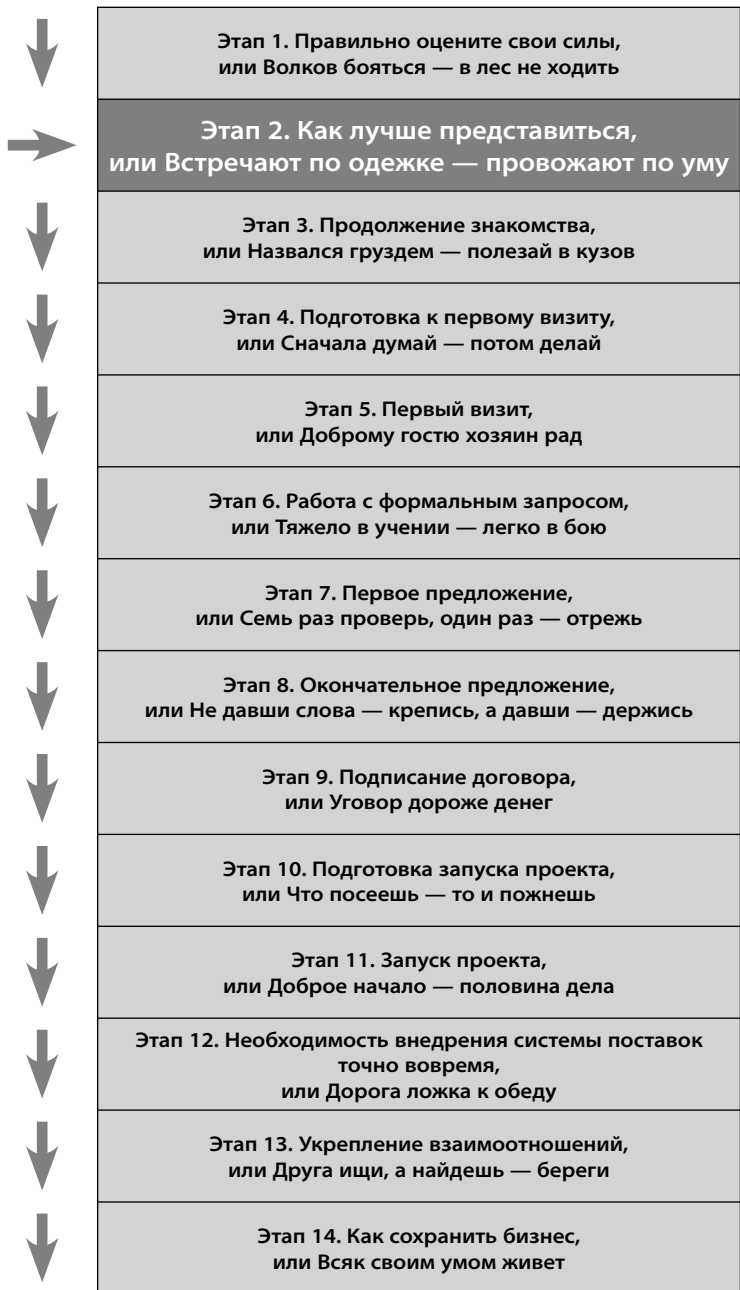 Этап 1. Правильно оцените свои силы,
или Волков бояться — в лес не ходить
Этап 2. Как лучше представиться,
или Встречают по одежке — провожают по уму
Этап 3. Продолжение знакомства,
или Назвался груздем — полезай в кузов
Этап 4. Подготовка к первому визиту,
или Сначала думай — потом делай
Этап 5. Первый визит,
или Доброму гостю хозяин рад
Этап 6. Работа с формальным запросом,
или Тяжело в учении — легко в бою
Этап 7. Первое предложение,
или Семь раз проверь, один раз — отрежь
Этап 8. Окончательное предложение,
или Не давши слова — крепись, а давши — держись
Этап 9. Подписание договора,
или Уговор дороже денег
Этап 10. Подготовка запуска проекта,
или Что посеешь — то и пожнешь
Этап 11. Запуск проекта,
или Доброе начало — половина дела
Этап 12. Необходимость внедрения системы поставок
точно вовремя,
или Дорога ложка к обеду
Этап 13. Укрепление взаимоотношений,
или Друга ищи, а найдешь — береги
Этап 14. Как сохранить бизнес,
или Всяк своим умом живет